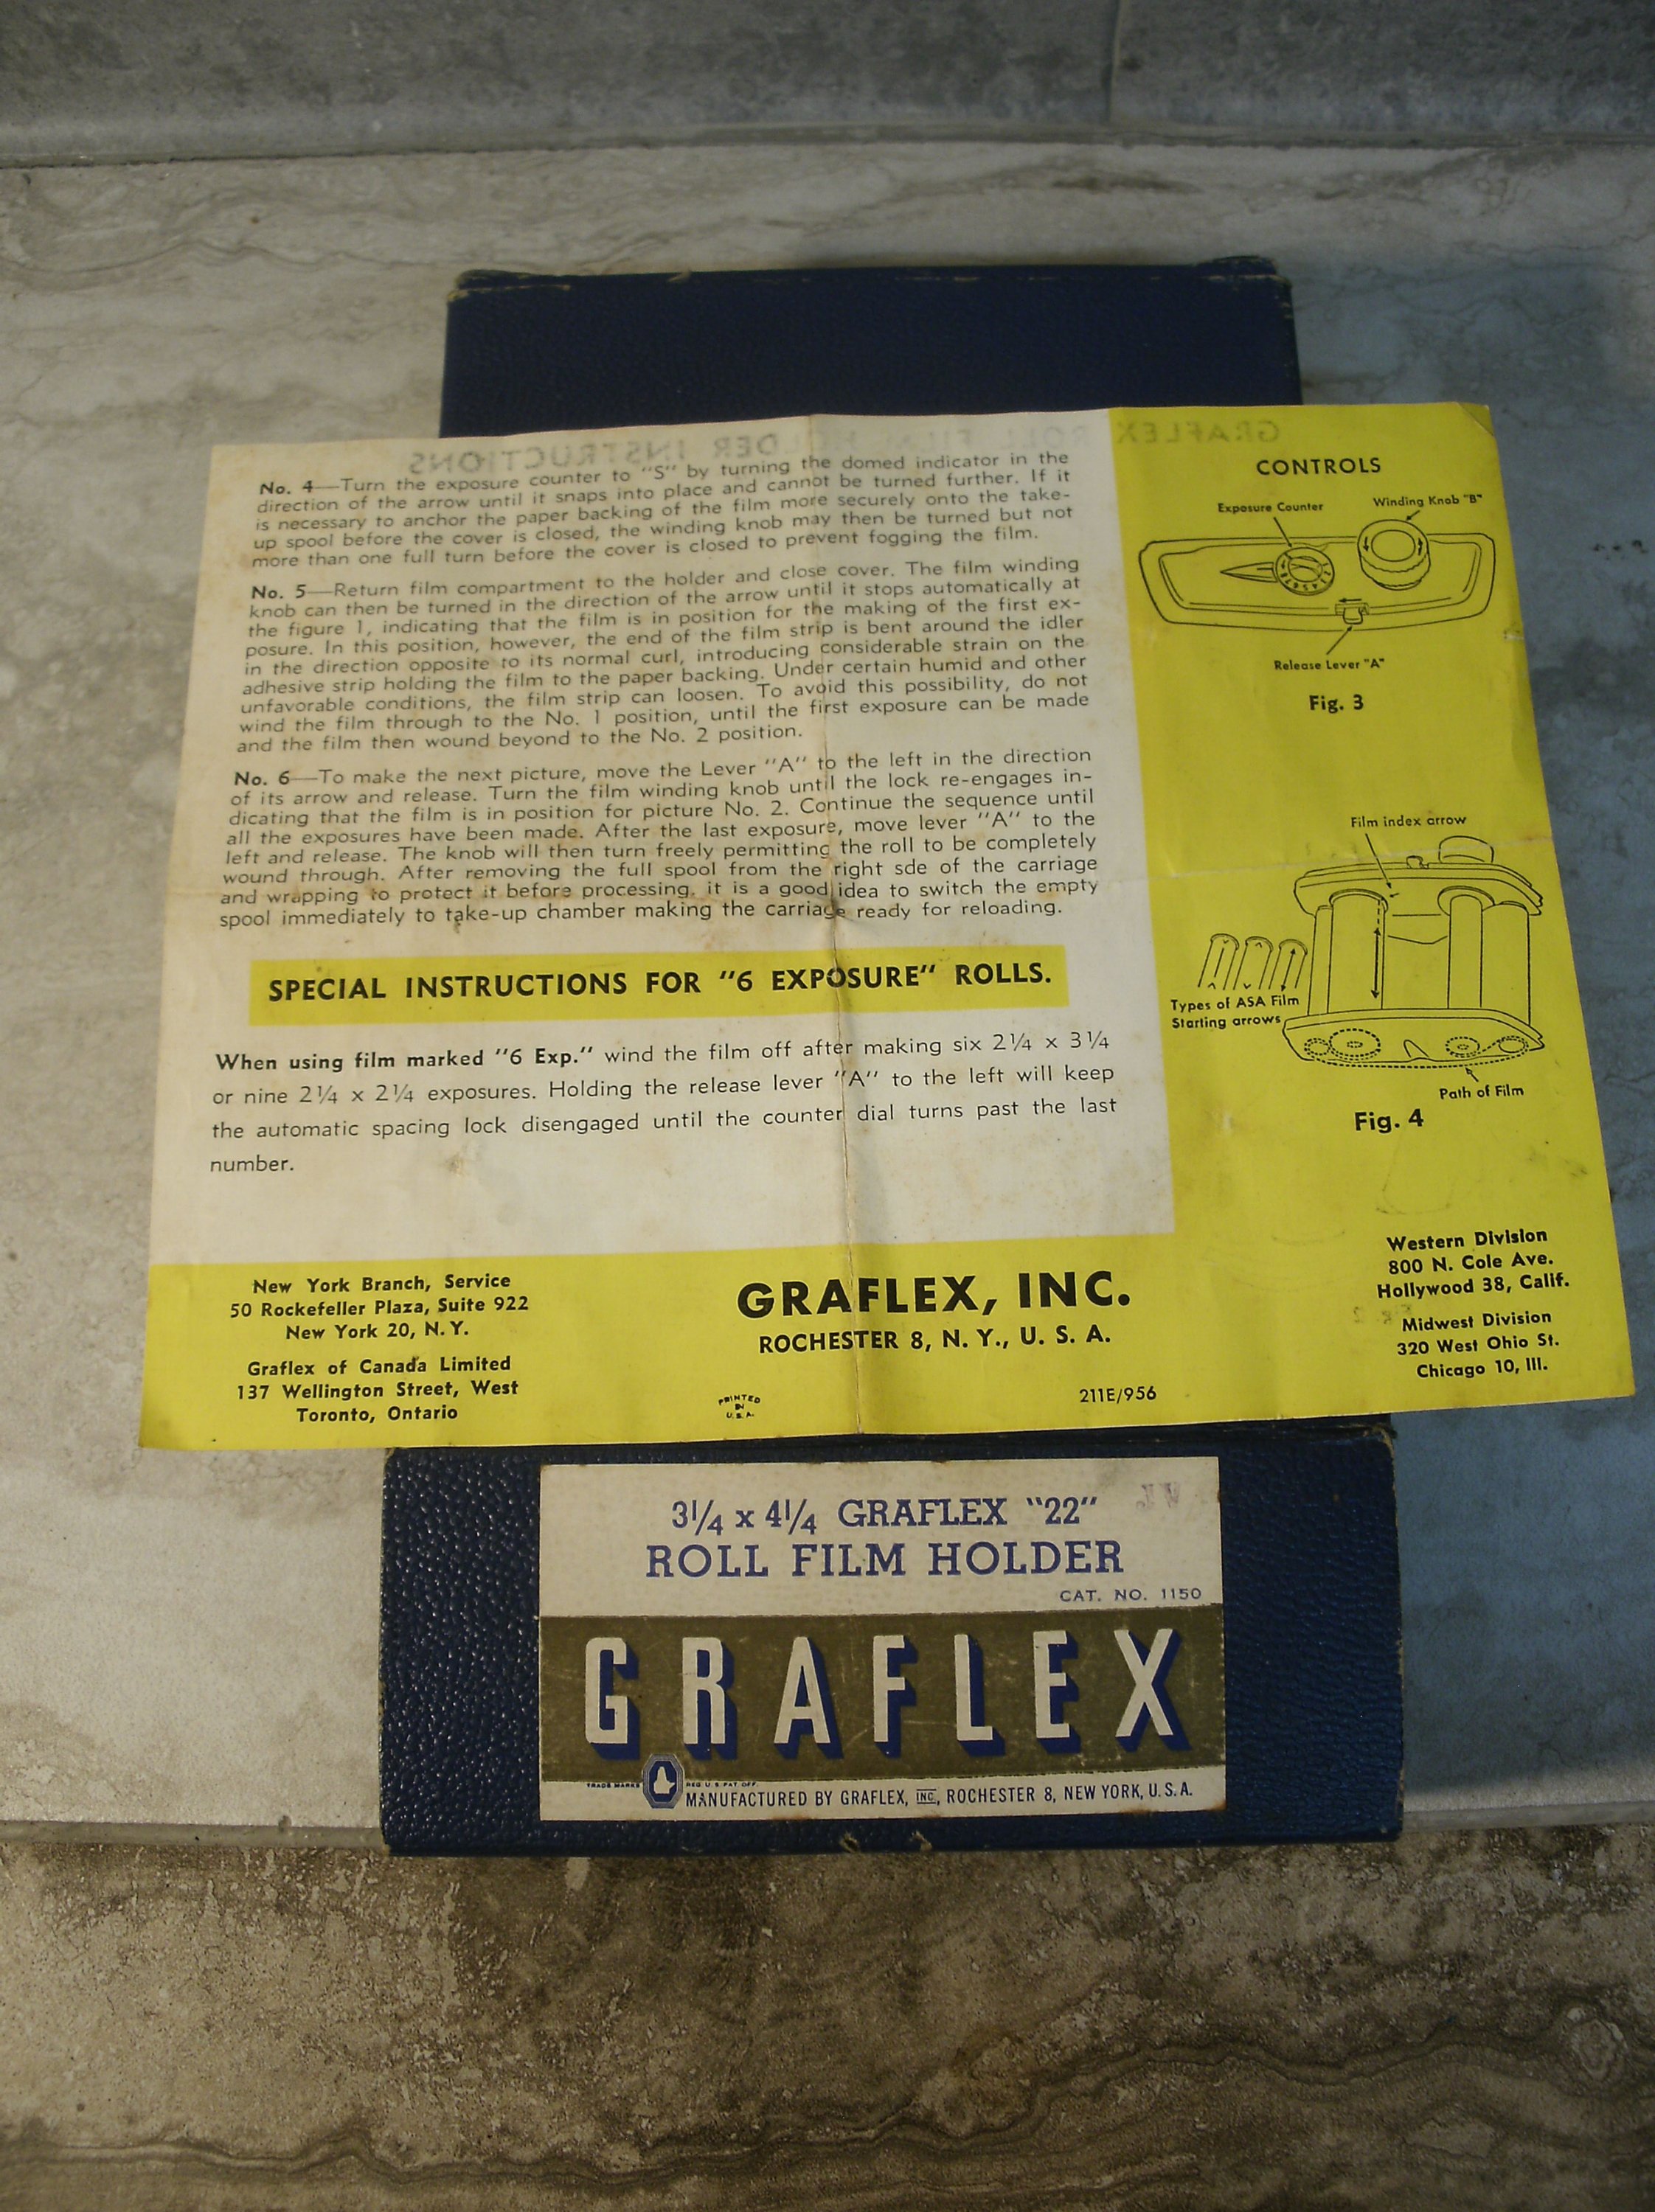 GRAFLEX ROLL FILM HOLDER INSTRUCTIONS
No. 4—Turn the exposure counter to "S" by turning the domed indicator in the
direction of the arrow until it snaps into place and cannot be turned further. If it
is necessary to anchor the paper backing of the film more securely onto the take-
up spool before the cover is closed, the winding knob may then be turned but not
more than one full turn before the cover is closed to prevent fogging the film.
No. 5—Return film compartment to the holder and close cover. The film winding
knob can then be turned in the direction of the arrow until it stops automatically at
the figure 1, indicating that the film is in position for the making of the first ex-
posure. In this position, however, the end of the film strip is bent around the idler
in the direction opposite to its normal curl, introducing considerable strain on the
adhesive strip holding the film to the paper backing. Under certain humid and other
unfavorable conditions, the film strip can loosen. To avoid this possibility, do not
wind the film through to the No. 1 position, until the first exposure can be made
and the film then wound beyond to the No. 2 position.
No. 6—To make the next picture, move the Lever "A" to the left in the direction
of its arrow and release. Turn the film winding knob until the lock re-engages in-
dicating that the film is in position for picture No. 2. Continue the sequence until
all the exposures have been made. After the last exposure, move lever "A" to the
left and release. The knob will then turn freely permitting the roll to be completely
wound through. After removing the full spool from the right sde of the carriage
and wrapping to protect it before processing, it is a good idea to switch the empty
spool immediately to take-up chamber making the carriage ready for reloading.
SPECIAL INSTRUCTIONS FOR "6 EXPOSURE" ROLLS.
When using film marked "6 Exp." wind the film off after making six 2¼ x 3¼
or nine 2¼ x 2¼ exposures. Holding the release lever "A" to the left will keep
the automatic spacing lock disengaged until the counter dial turns past the last
number.
CONTROLS
Exposure Counter
Winding Knob "B"
Release Lever "A"
Fig. 3
Film index arrow
Types of ASA Film
Starting arrows
Path of Film
Fig. 4
New York Branch, Service
50 Rockefeller Plaza, Suite 922
New York 20, N.Y.
Graflex of Canada Limited
137 Wellington Street, West
Toronto, Ontario
GRAFLEX, INC.
ROCHESTER 8, N. Y., U. S. A.
PRINTED
IN
U.S.A.
211E/956
Western Division
800 N. Cole Ave.
Hollywood 38, Calif.
Midwest Division
320 West Ohio St.
Chicago 10, Ill.
3¼ x 4¼ GRAFLEX "22"
ROLL FILM HOLDER
CAT. NO. 1150
GRAFLEX
TRADE MARKS REG U.S. PAT. OFF.
MANUFACTURED BY GRAFLEX, INC., ROCHESTER 8, NEW YORK, U.S.A.